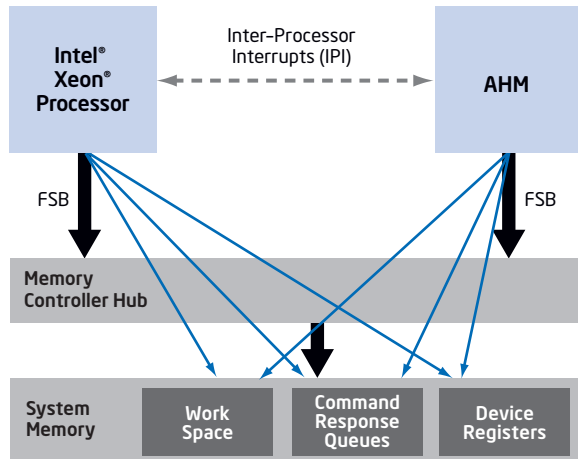 Intel®
Xeon®
Processor
Inter-Processor
Interrupts (IPI)
AHM
FSB
FSB
Memory
Controller Hub
System
Memory
Work
Space
Command
Response
Queues
Device
Registers